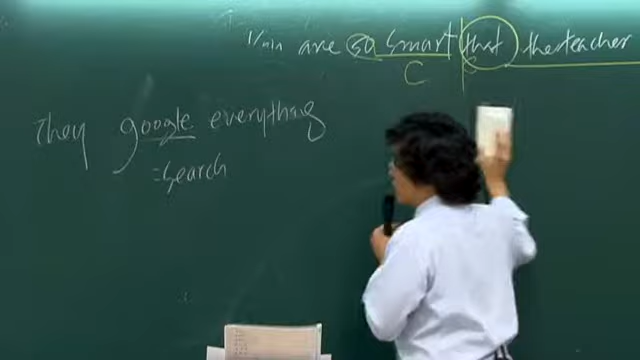 are so smart that the teacher
C
They google everything
=search